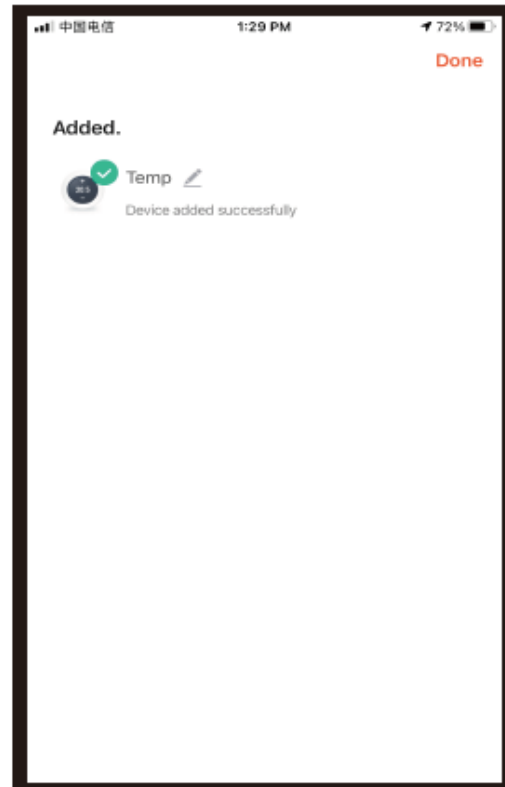 中国电信 1:29 PM 72%
Done
Added.
Temp
Device added successfully